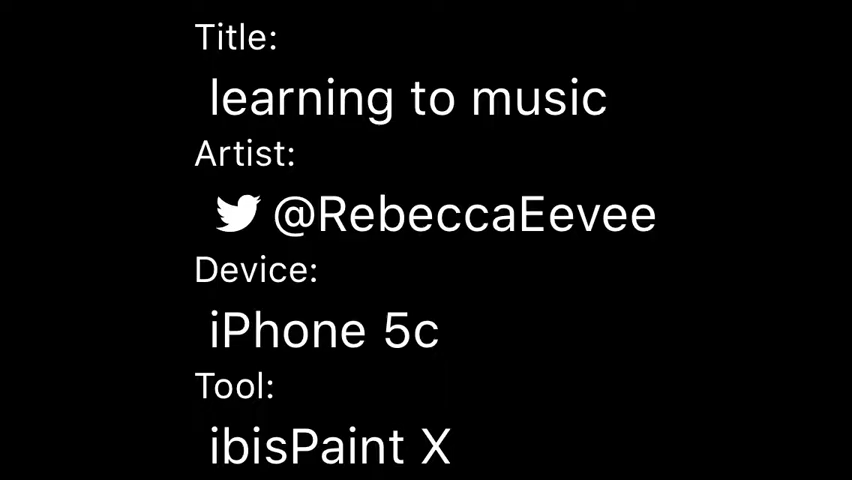 Title:
learning to music
Artist:
@RebeccaEevee
Device:
iPhone 5c
Tool:
ibisPaint X